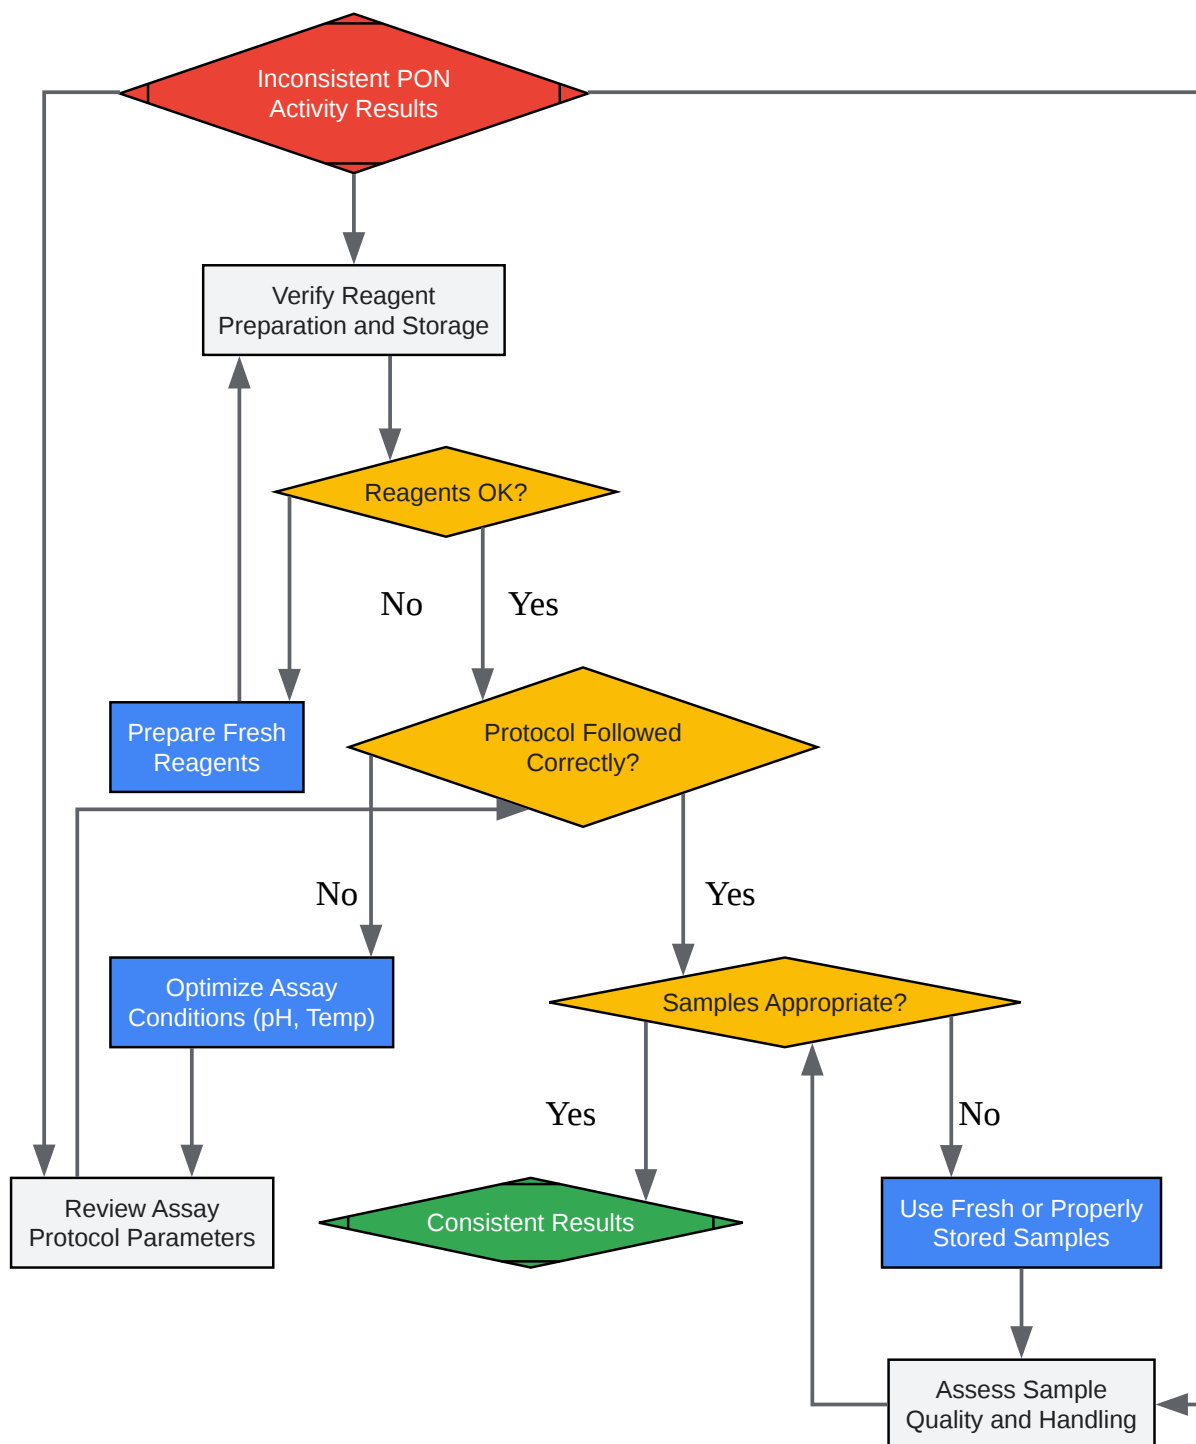 Inconsistent PON
Activity Results
Verify Reagent
Preparation and Storage
Reagents OK?
No
Yes
Prepare Fresh
Reagents
Protocol Followed
Correctly?
No
Yes
Optimize Assay
Conditions (pH, Temp)
Samples Appropriate?
Yes
No
Review Assay
Protocol Parameters
Consistent Results
Use Fresh or Properly
Stored Samples
Assess Sample
Quality and Handling